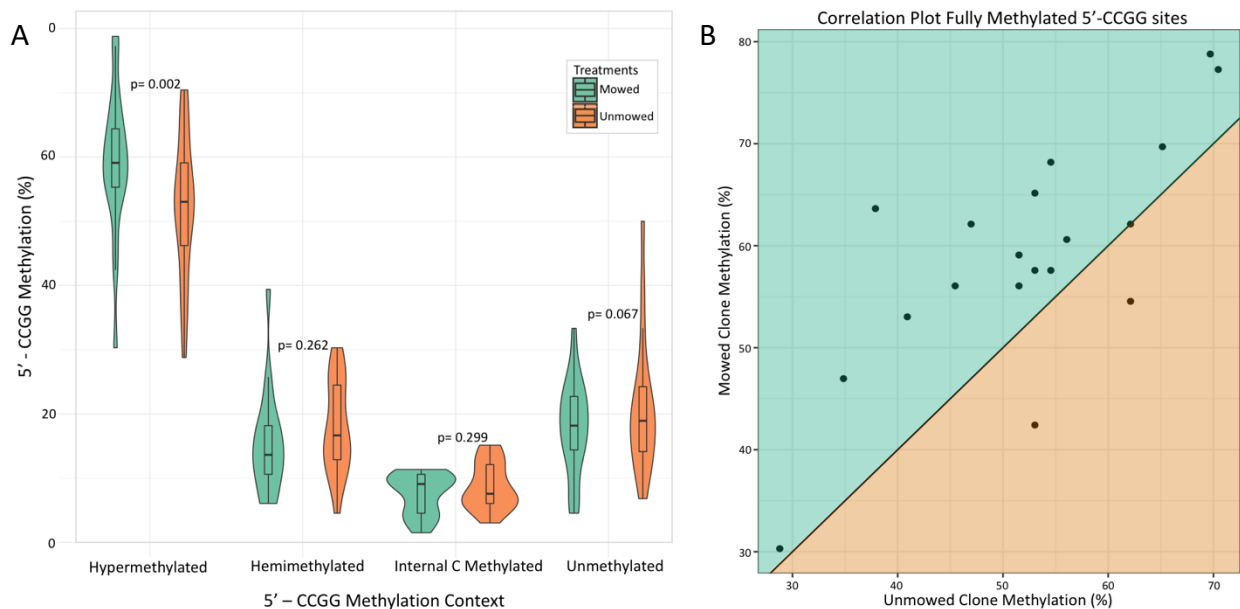 A
0
60
40
20
0
5' - CCGG Methylation (%)
p= 0.002
p= 0.262
p= 0.299
p= 0.067
Treatments
Mowed
Unmowed
Hypermethylated
Hemimethylated
Internal C Methylated
Unmethylated
5' – CCGG Methylation Context
B
Correlation Plot Fully Methylated 5'-CCGG sites
80
70
60
50
40
30
Mowed Clone Methylation (%)
30
40
50
60
70
Unmowed Clone Methylation (%)